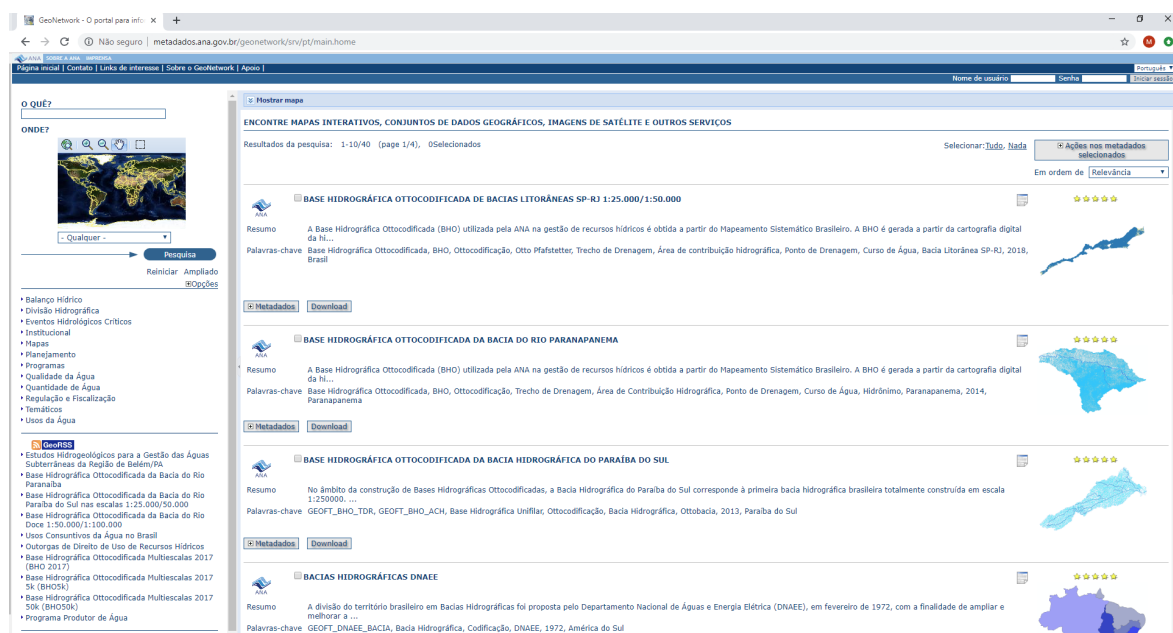 GeoNetwork - O portal para info
Não seguro | metadados.ana.gov.br/geonetwork/srv/pt/main.home
M
ANA SOBRE A ANA IMPRENSA
Página inicial | Contato | Links de interesse | Sobre o GeoNetwork | Apoio |
Português
Nome de usuário Senha Iniciar sessão
O QUÊ?
ONDE?
- Qualquer -
Pesquisa
Reiniciar Ampliado
Opções
Balanço Hídrico
Divisão Hidrográfica
Eventos Hidrológicos Críticos
Institucional
Mapas
Planejamento
Programas
Qualidade da Água
Quantidade de Água
Regulação e Fiscalização
Temáticos
Usos da Água
GeoRSS
Estudos Hidrogeológicos para a Gestão das Águas
Subterrâneas da Região de Belém/PA
Base Hidrográfica Ottocodificada da Bacia do Rio
Paranaíba
Base Hidrográfica Ottocodificada da Bacia do Rio
Paraíba do Sul nas escalas 1:25.000/50.000
Base Hidrográfica Ottocodificada da Bacia do Rio
Doce 1:50.000/1:100.000
Usos Consuntivos da Água no Brasil
Outorgas de Direito de Uso de Recursos Hídricos
Base Hidrográfica Ottocodificada Multiescalas 2017
(BHO 2017)
Base Hidrográfica Ottocodificada Multiescalas 2017
5k (BHO5k)
Base Hidrográfica Ottocodificada Multiescalas 2017
50k (BHO50k)
Programa Produtor de Água
Mostrar mapa
ENCONTRE MAPAS INTERATIVOS, CONJUNTOS DE DADOS GEOGRÁFICOS, IMAGENS DE SATÉLITE E OUTROS SERVIÇOS
Resultados da pesquisa: 1-10/40 (page 1/4), 0Selecionados
Selecionar:Tudo, Nada
Ações nos metadados
selecionados
Em ordem de Relevância
ANA
BASE HIDROGRÁFICA OTTOCODIFICADA DE BACIAS LITORÂNEAS SP-RJ 1:25.000/1:50.000
Resumo A Base Hidrográfica Ottocodificada (BHO) utilizada pela ANA na gestão de recursos hídricos é obtida a partir do Mapeamento Sistemático Brasileiro. A BHO é gerada a partir da cartografia digital
da hi...
Palavras-chave Base Hidrográfica Ottocodificada, BHO, Ottocodificação, Otto Pfafstetter, Trecho de Drenagem, Área de contribuição hidrográfica, Ponto de Drenagem, Curso de Água, Bacia Litorânea SP-RJ, 2018,
Brasil
Metadados Download
ANA
BASE HIDROGRÁFICA OTTOCODIFICADA DA BACIA DO RIO PARANAPANEMA
Resumo A Base Hidrográfica Ottocodificada (BHO) utilizada pela ANA na gestão de recursos hídricos é obtida a partir do Mapeamento Sistemático Brasileiro. A BHO é gerada a partir da cartografia digital
da hi...
Palavras-chave Base Hidrográfica Ottocodificada, BHO, Ottocodificação, Trecho de Drenagem, Área de Contribuição Hidrográfica, Ponto de Drenagem, Curso de Água, Hidrônimo, Paranapanema, 2014,
Paranapanema
Metadados Download
ANA
BASE HIDROGRÁFICA OTTOCODIFICADA DA BACIA HIDROGRÁFICA DO PARAÍBA DO SUL
Resumo No âmbito da construção de Bases Hidrográficas Ottocodificadas, a Bacia Hidrográfica do Paraíba do Sul corresponde à primeira bacia hidrográfica brasileira totalmente construída em escala
1:250000. ...
Palavras-chave GEOFT_BHO_TDR, GEOFT_BHO_ACH, Base Hidrográfica Unifilar, Ottocodificação, Bacia Hidrográfica, Ottobacia, 2013, Paraíba do Sul
Metadados Download
ANA
BACIAS HIDROGRÁFICAS DNAEE
Resumo A divisão do território brasileiro em Bacias Hidrográficas foi proposta pelo Departamento Nacional de Águas e Energia Elétrica (DNAEE), em fevereiro de 1972, com a finalidade de ampliar e
melhorar a ...
Palavras-chave GEOFT_DNAEE_BACIA, Bacia Hidrográfica, Codificação, DNAEE, 1972, América do Sul